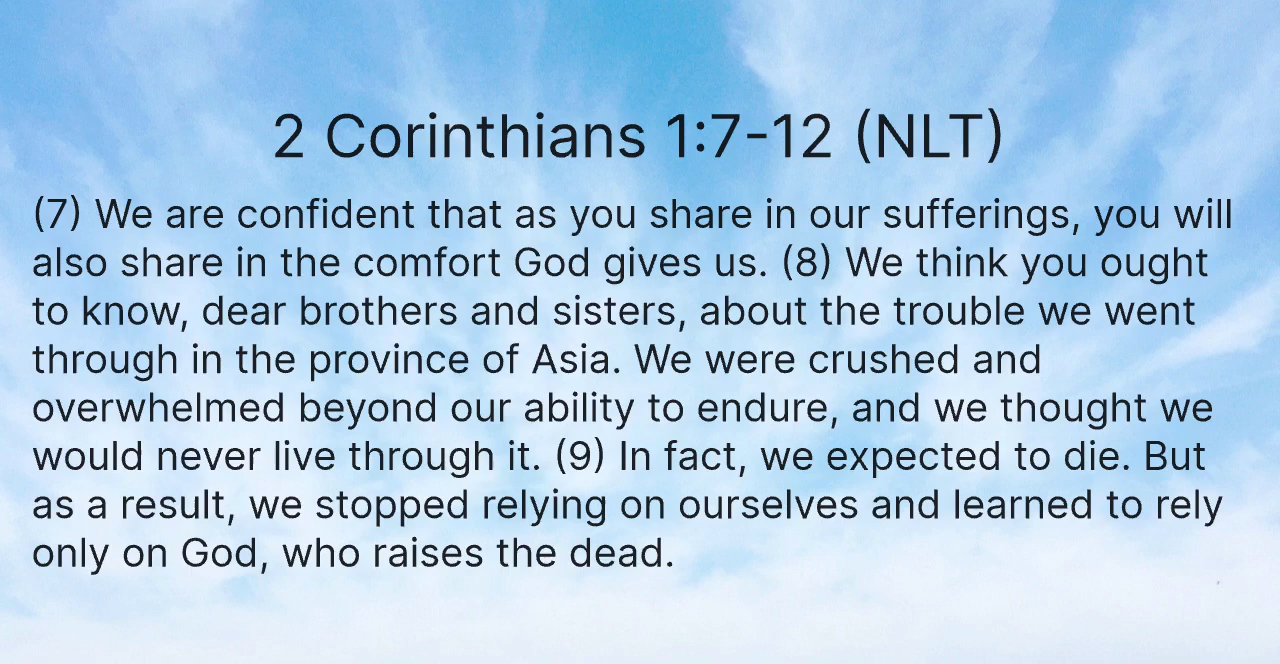 2 Corinthians 1:7-12 (NLT)
(7) We are confident that as you share in our sufferings, you will
also share in the comfort God gives us. (8) We think you ought
to know, dear brothers and sisters, about the trouble we went
through in the province of Asia. We were crushed and
overwhelmed beyond our ability to endure, and we thought we
would never live through it. (9) In fact, we expected to die. But
as a result, we stopped relying on ourselves and learned to rely
only on God, who raises the dead.